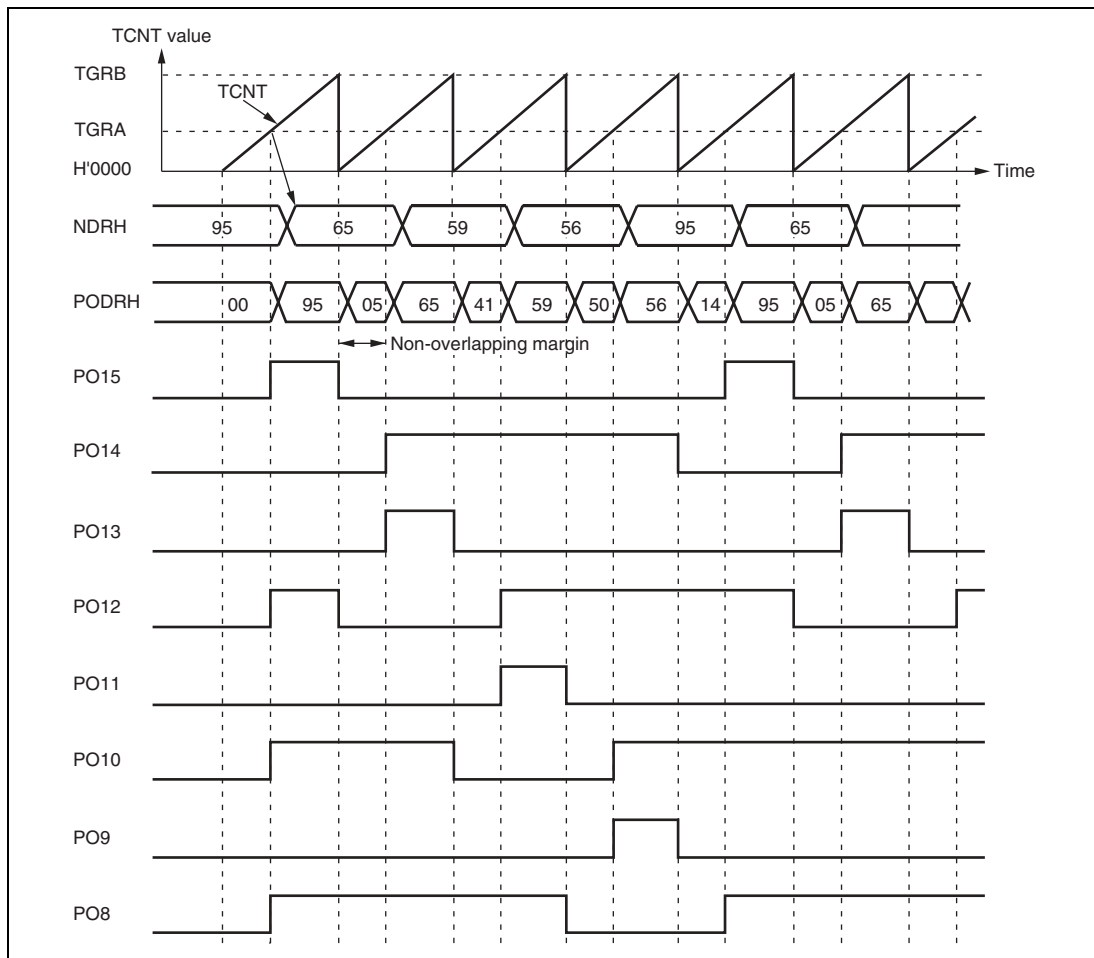 TCNT value
TGRB
TCNT
TGRA
H'0000
Time
NDRH 95 65 59 56 95 65
PODRH 00 95 05 65 41 59 50 56 14 95 05 65
Non-overlapping margin
PO15
PO14
PO13
PO12
PO11
PO10
PO9
PO8